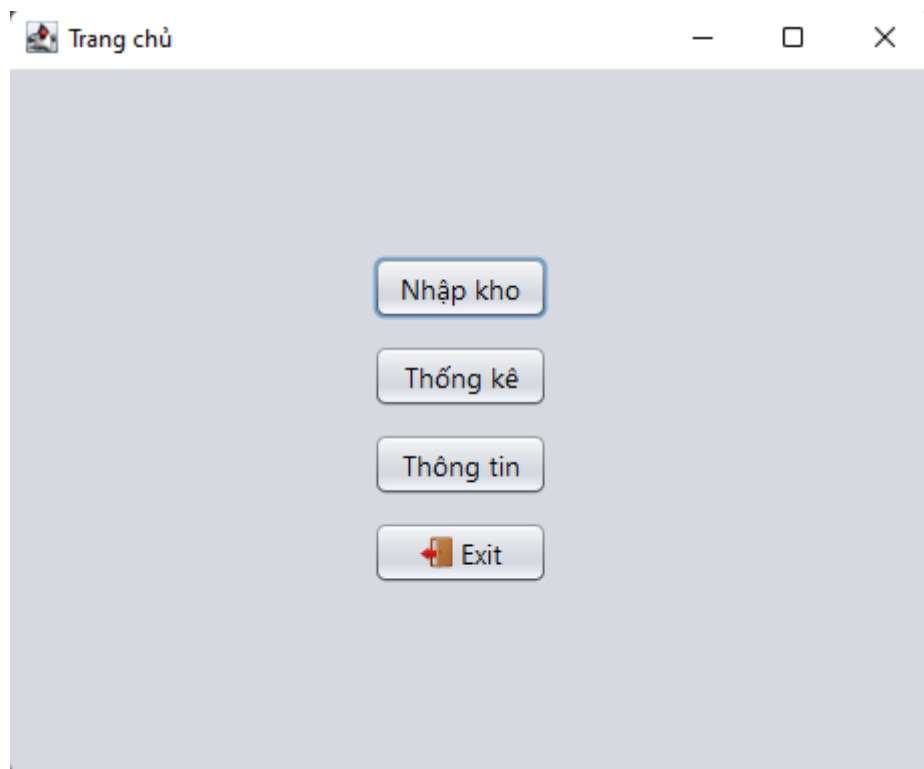 Trang chủ
Nhập kho
Thống kê
Thông tin
Exit